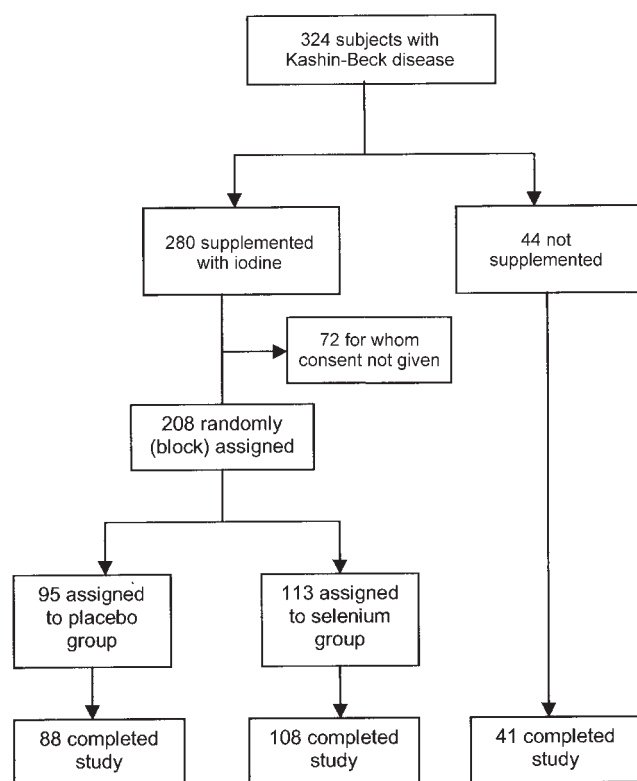 324 subjects with
Kashin-Beck disease
280 supplemented
with iodine
44 not
supplemented
72 for whom
consent not given
208 randomly
(block) assigned
95 assigned
to placebo
group
113 assigned
to selenium
group
88 completed
study
108 completed
study
41 completed
study